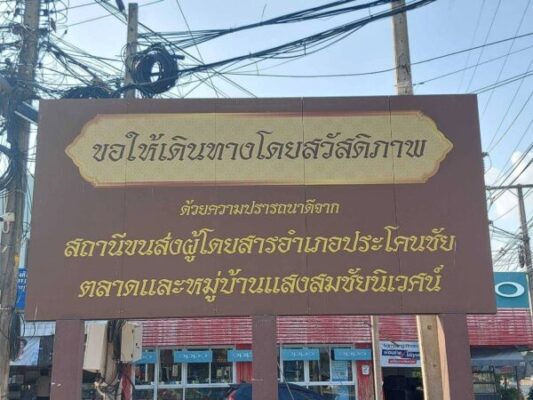 ขอให้เดินทางโดยสวัสดิภาพ
ด้วยความปรารถนาดีจาก
สถานีขนส่งผู้โดยสารอำเภอประโคนชัย
ตลาดและหมู่บ้านแสงสมชัยนิเวศน์
oppo
oppo
oppo
oppo